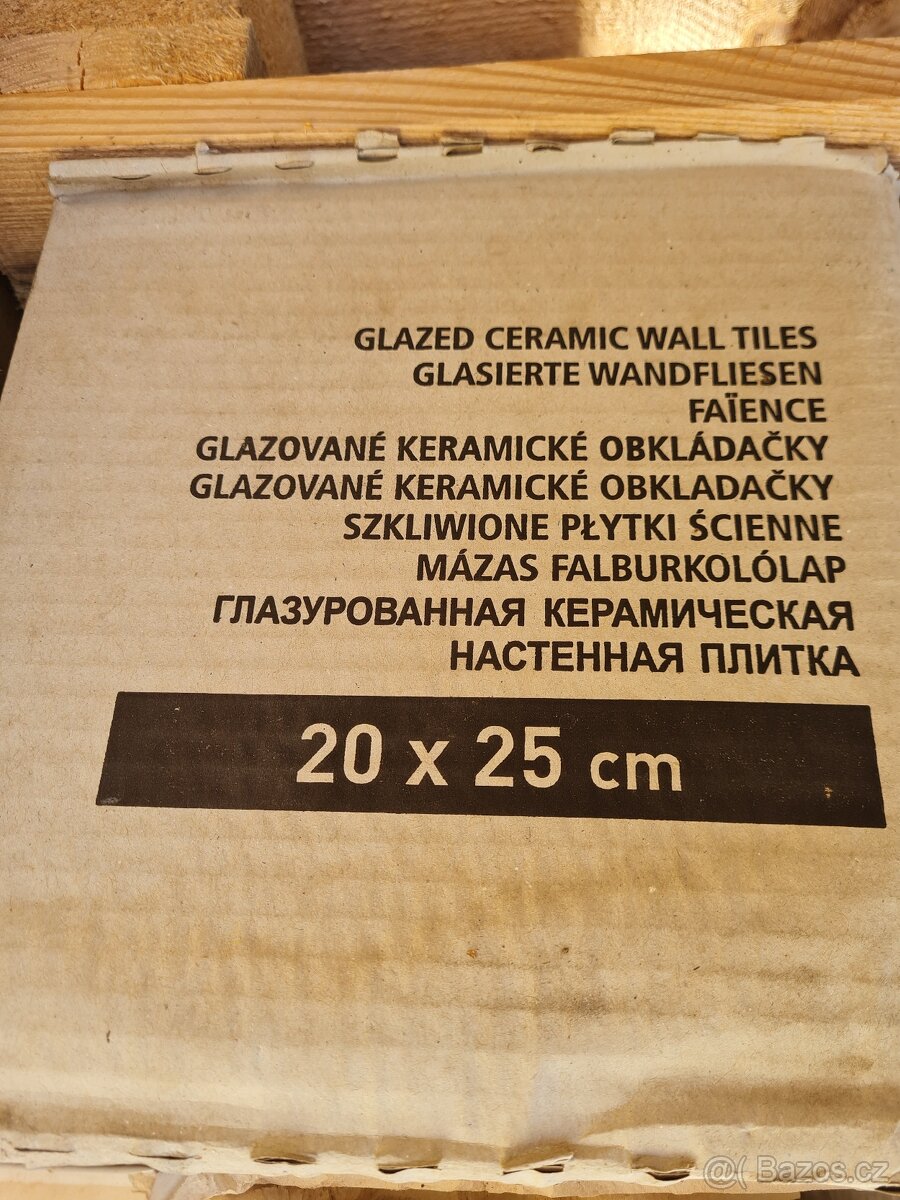 GLAZED CERAMIC WALL TILES
GLASIERTE WANDFLIESEN
FAÏENCE
GLAZOVANÉ KERAMICKÉ OBKLÁDAČKY
GLAZOVANÉ KERAMICKÉ OBKLADAČKY
SZKLIWIONE PŁYTKI ŚCIENNE
MÁZAS FALBURKOLÓLAP
ГЛАЗУРОВАННАЯ КЕРАМИЧЕСКАЯ
НАСТЕННАЯ ПЛИТКА
20 x 25 cm
@( Bazos.cz